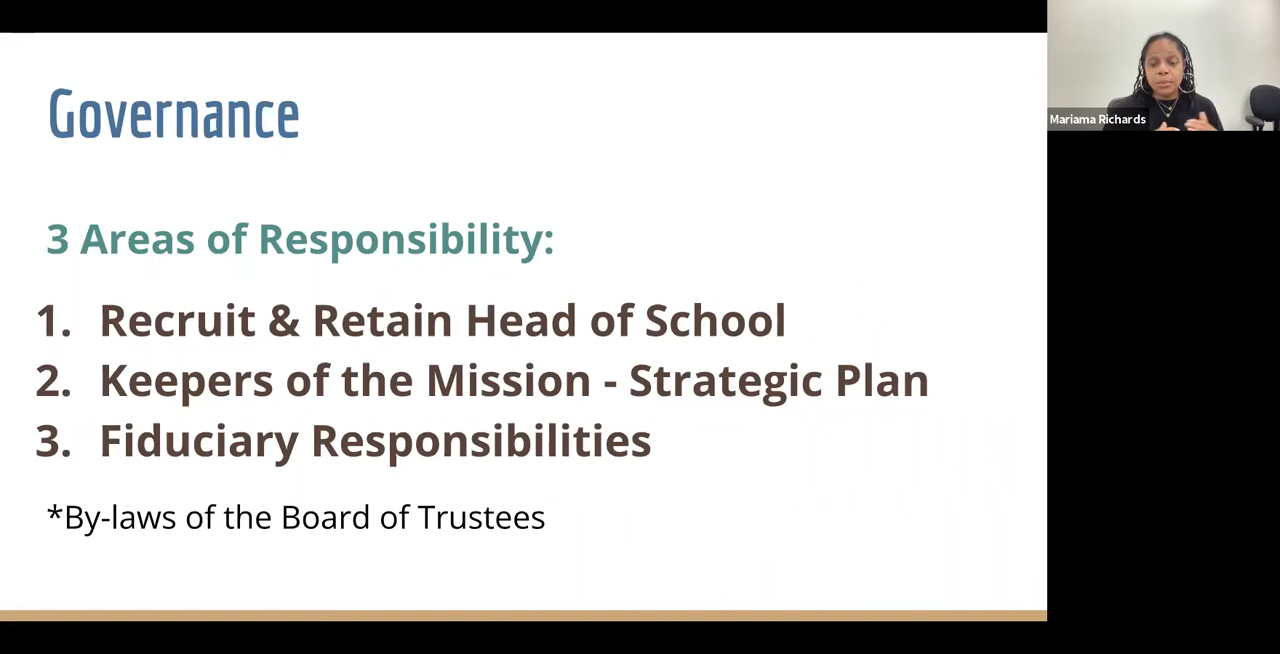 Governance
3 Areas of Responsibility:
1. Recruit & Retain Head of School
2. Keepers of the Mission - Strategic Plan
3. Fiduciary Responsibilities
*By-laws of the Board of Trustees
Mariama Richards